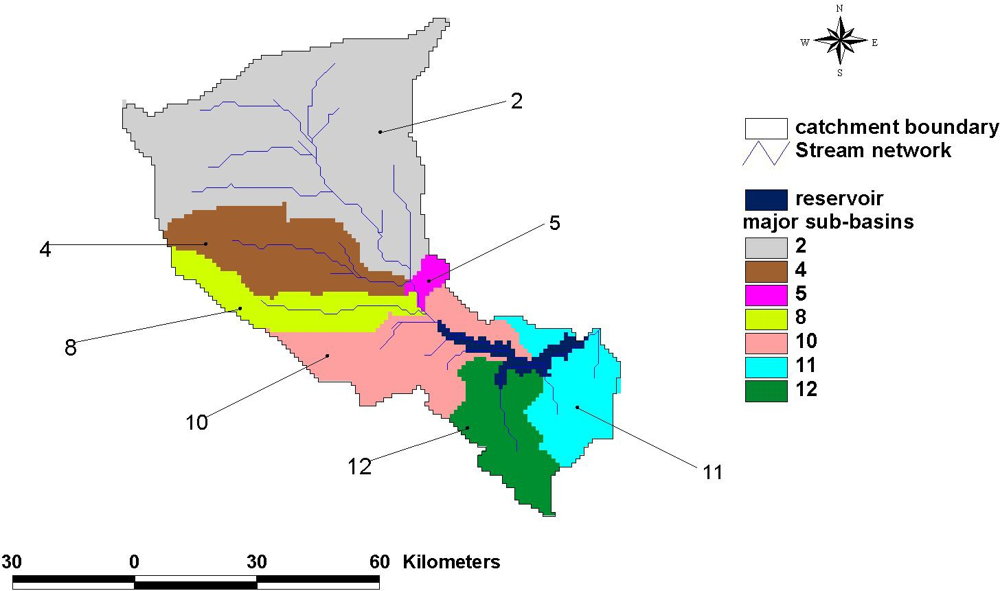 N
W E
S
2
catchment boundary
Stream network
reservoir
major sub-basins
5
2
4
4
5
8
8
10
10
11
12
12
11
30 0 30 60 Kilometers